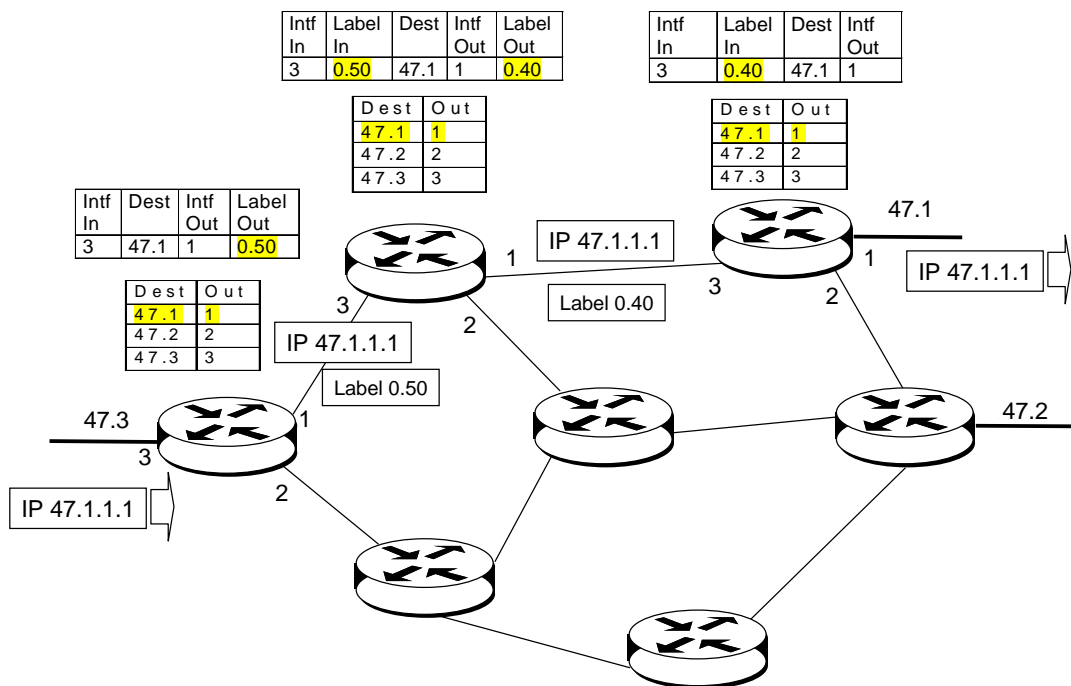 Intf In Label In Dest Intf Out Label Out
3 0.50 47.1 1 0.40
Intf In Label In Dest Intf Out
3 0.40 47.1 1
Dest Out
47.1 1
47.2 2
47.3 3
Dest Out
47.1 1
47.2 2
47.3 3
Intf In Dest Intf Out Label Out
3 47.1 1 0.50
Dest Out
47.1 1
47.2 2
47.3 3
1
IP 47.1.1.1
3
47.1
1
IP 47.1.1.1
3
2
Label 0.40
2
IP 47.1.1.1
Label 0.50
47.3
1
3
2
47.2
IP 47.1.1.1